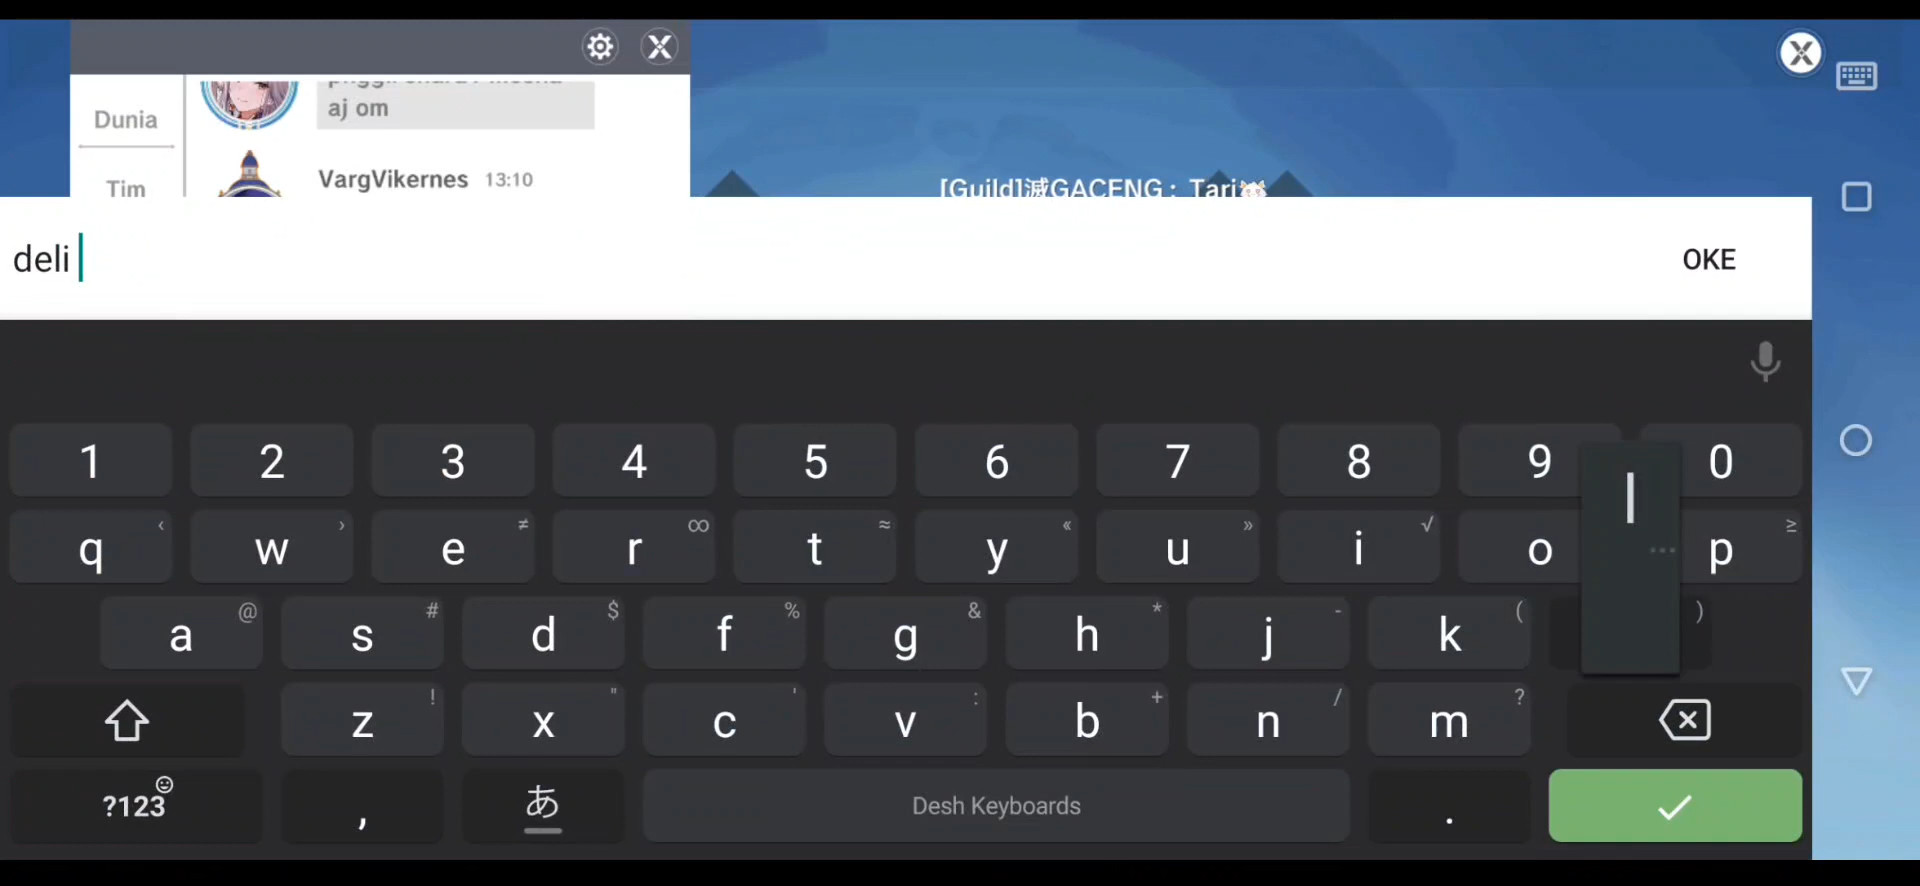 aj om
Dunia
VargVikernes 13:10
Tim
[Guild]滅GACENG : Tari
deli
OKE
1 2 3 4 5 6 7 8 9 0
q ‹ w › e ≠ r ∞ t ≈ y « u » i √ o p ≥
a @ s # d $ f % g & h * j - k ( l )
z ! x " c ' v : b + n / m ?
?123 , あ Desh Keyboards .